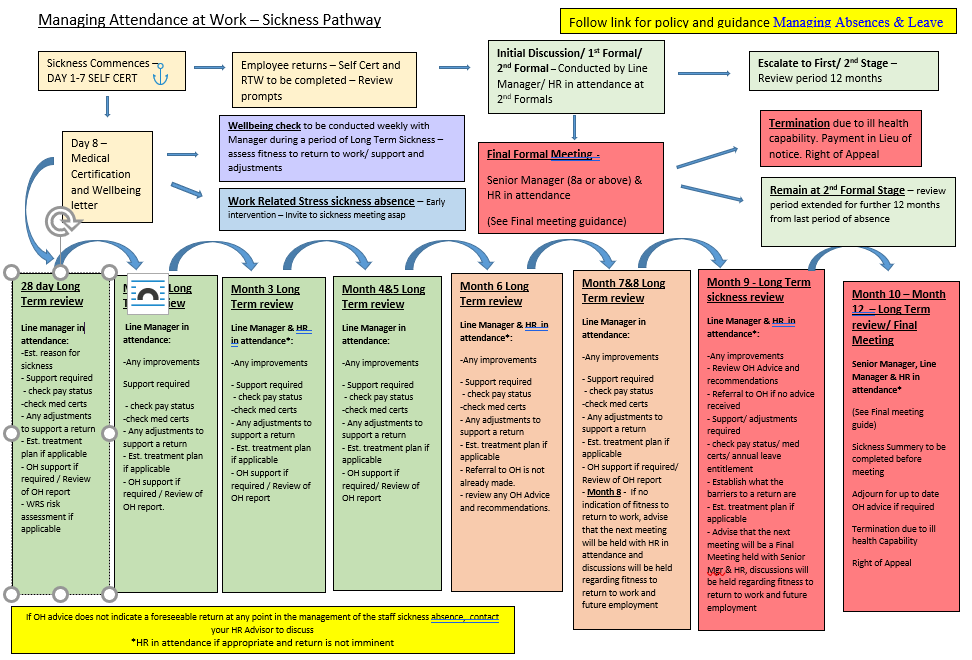 Managing Attendance at Work – Sickness Pathway
Follow link for policy and guidance Managing Absences & Leave
Sickness Commences –
DAY 1-7 SELF CERT
Employee returns – Self Cert and
RTW to be completed – Review
prompts
Initial Discussion/ 1st Formal/
2nd Formal – Conducted by Line
Manager/ HR in attendance at
2nd Formals
Escalate to First/ 2nd Stage –
Review period 12 months
Day 8 –
Medical
Certification
and Wellbeing
letter
Wellbeing check to be conducted weekly with
Manager during a period of Long Term Sickness –
assess fitness to return to work/ support and
adjustments
Work Related Stress sickness absence – Early
intervention – Invite to sickness meeting asap
Final Formal Meeting -
Senior Manager (8a or above) &
HR in attendance
(See Final meeting guidance)
Termination due to ill health
capability. Payment in Lieu of
notice. Right of Appeal
Remain at 2nd Formal Stage – review
period extended for further 12 months
from last period of absence
28 day Long
Term review
Line manager in
attendance:
-Est. reason for
sickness
- Support required
- check pay status
-check med certs
- Any adjustments
to support a return
- Est. treatment
plan if applicable
- OH support if
required / Review
of OH report
- WRS risk
assessment if
applicable
Long
Term review
Line Manager in
attendance:
-Any improvements
Support required
- check pay status
-check med certs
- Any adjustments to
support a return
- Est. treatment plan
if applicable
- OH support if
required / Review of
OH report.
Month 3 Long
Term review
Line Manager & HR in
in attendance*:
-Any improvements
- Support required
- check pay status
-check med certs
- Any adjustments to
support a return
- Est. treatment plan
if applicable
- OH support if
required / Review of
OH report
Month 4&5 Long
Term review
Line Manager in
attendance:
-Any improvements
- Support required
- check pay status
-check med certs
- Any adjustments to
support a return
- Est. treatment plan if
applicable
- OH support if
required / Review of
OH report
Month 6 Long
Term review
Line Manager & HR in
attendance*:
-Any improvements
- Support required
- check pay status
-check med certs
- Any adjustments to
support a return
- Est. treatment plan
if applicable
- Referral to OH is not
already made.
- review any OH Advice
and recommendations.
Month 7&8 Long
Term review
Line Manager in
attendance:
-Any improvements
- Support required
- check pay status
-check med certs
- Any adjustments to
support a return
- Est. treatment plan if
applicable
- OH support if required/
Review of OH report
- Month 8 - If no
indication of fitness to
return to work, advise
that the next meeting
will be held with HR in
attendance and
discussions will be held
regarding fitness to
return to work and
future employment
Month 9 - Long Term
sickness review
Line Manager & HR in
attendance*:
-Any improvements
- Review OH Advice and
recommendations
- Referral to OH if no advice
received
- Support/ adjustments
required
- check pay status/ med
certs/ annual leave
entitlement
- Establish what the
barriers to a return are
- Est. treatment plan if
applicable
- Advise that the next
meeting will be a Final
Meeting held with Senior
Mgr & HR, discussions will
be held regarding fitness to
return to work and future
employment
Month 10 – Month
12 – Long Term
review/ Final
Meeting
Senior Manager, Line
Manager & HR in
attendance*
(See Final meeting
guide)
Sickness Summery to be
completed before
meeting
Adjourn for up to date
OH advice if required
Termination due to ill
health Capability
Right of Appeal
If OH advice does not indicate a foreseeable return at any point in the management of the staff sickness absence, contact
your HR Advisor to discuss
*HR in attendance if appropriate and return is not imminent